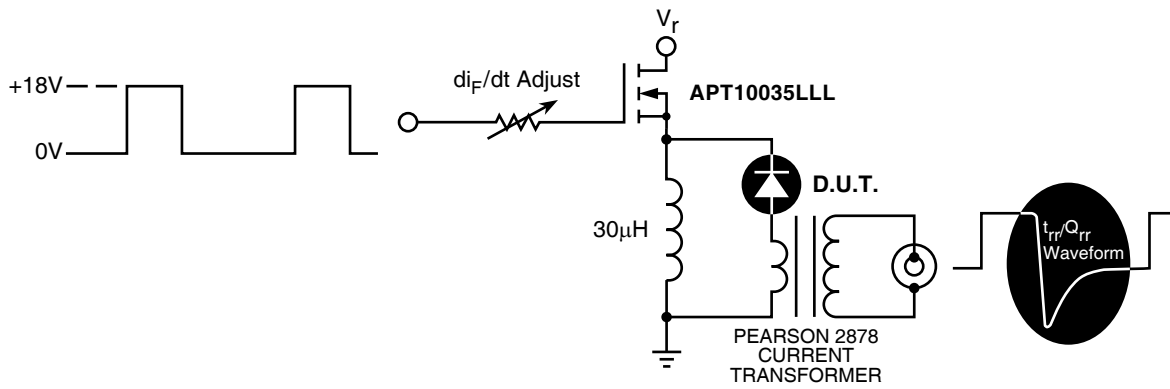 V_r
+18V
di_F/dt Adjust
APT10035LLL
0V
D.U.T.
30μH
t_rr/Q_rr
Waveform
PEARSON 2878
CURRENT
TRANSFORMER